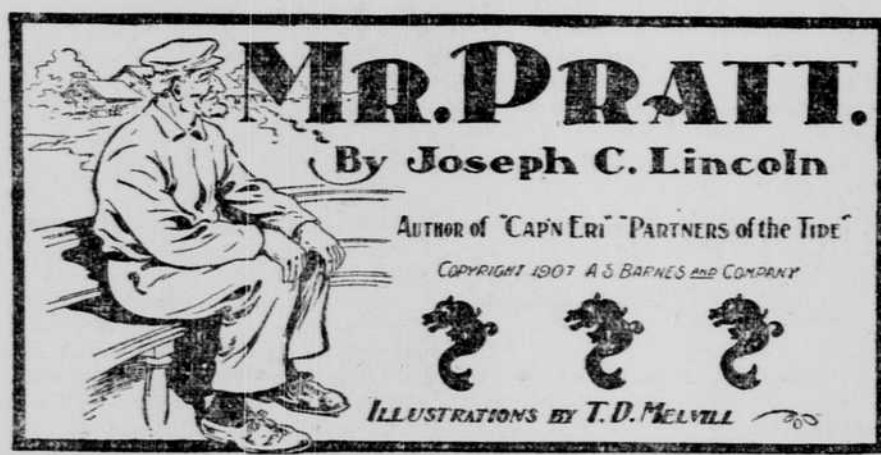 MR. PRATT.
By Joseph C. Lincoln
AUTHOR of "CAP'N ERI" "PARTNERS of the TIDE"
COPYRIGHT 1907 A S BARNES AND COMPANY
ILLUSTRATIONS BY T. D. MELVILL